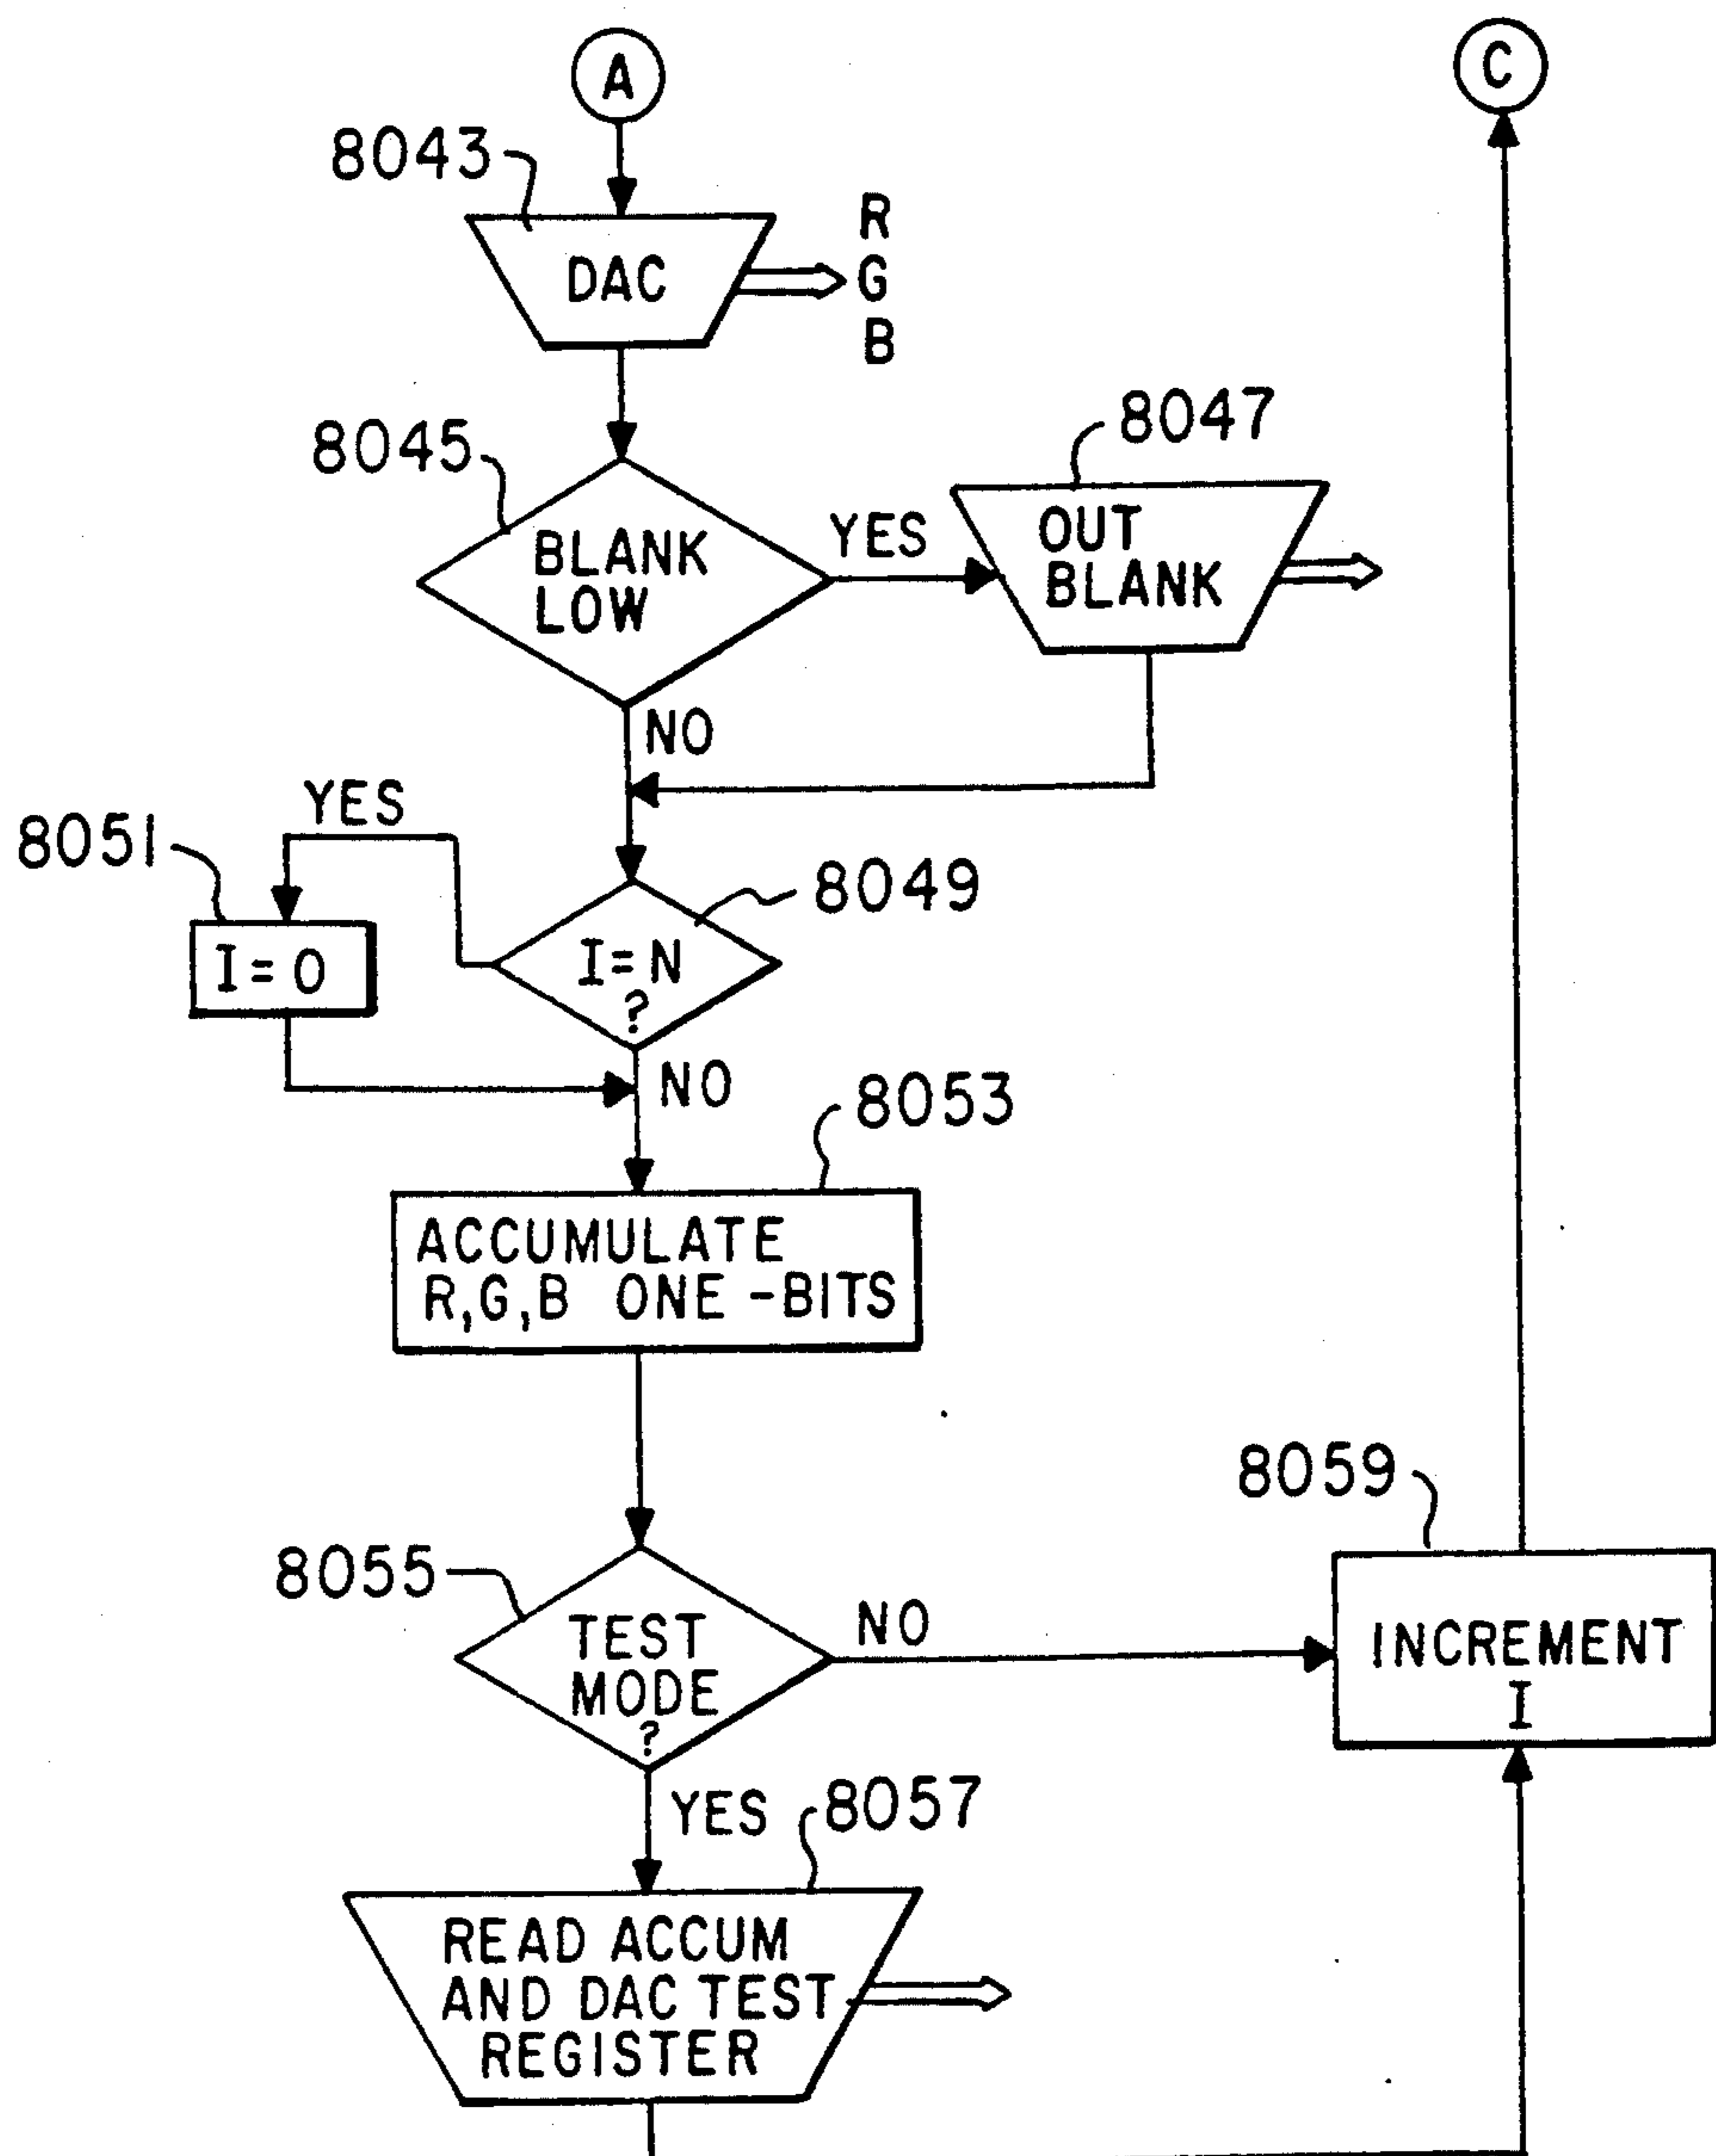 A
C
8043
DAC
R
G
B
8045
BLANK
LOW
YES
8047
OUT
BLANK
NO
YES
8051
I = 0
8049
I = N
?
NO
8053
ACCUMULATE
R,G,B ONE -BITS
8055
TEST
MODE
?
NO
8059
INCREMENT
I
YES
8057
READ ACCUM
AND DAC TEST
REGISTER